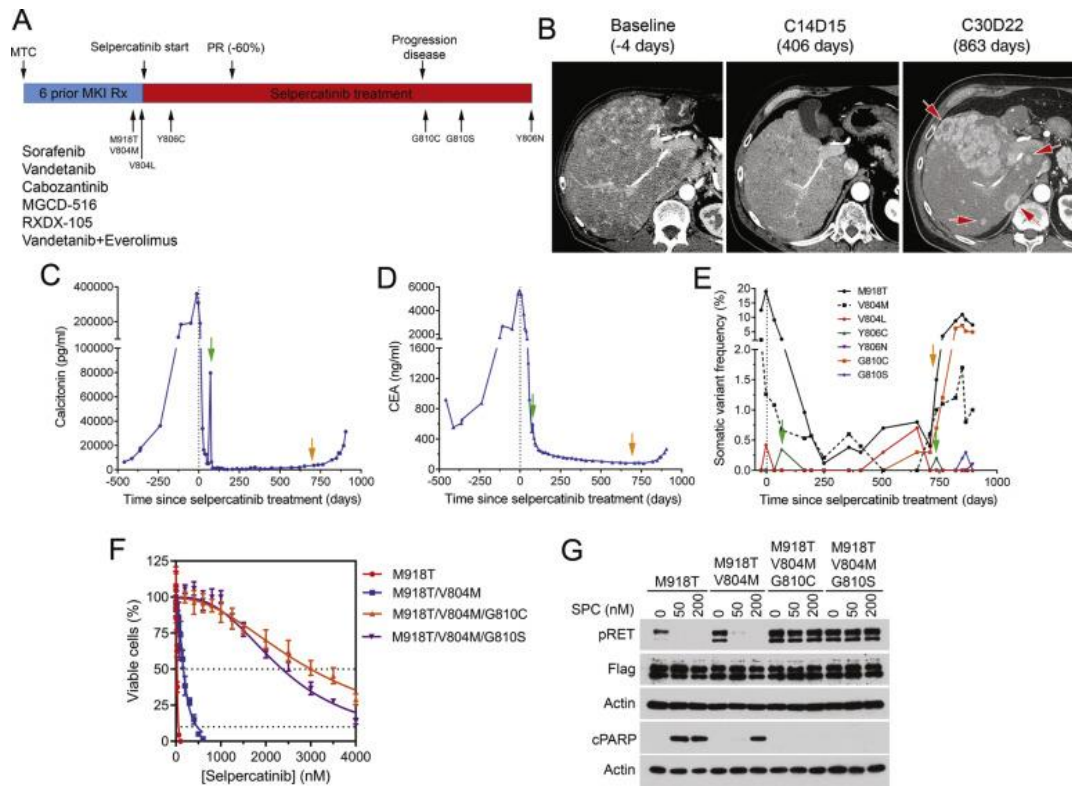 A
MTC
Selpercatinib start
PR (-60%)
Progression
disease
6 prior MKI Rx
Selpercatinib treatment
M918T
V804M
V804L
Y806C
G810C
G810S
Y806N
Sorafenib
Vandetanib
Cabozantinib
MGCD-516
RXDX-105
Vandetanib+Everolimus
B
Baseline
(-4 days)
C14D15
(406 days)
C30D22
(863 days)
C
Calcitonin (pg/ml)
400000
300000
200000
100000
80000
60000
40000
20000
0
-500 -250 0 250 500 750 1000
Time since selpercatinib treatment (days)
D
CEA (ng/ml)
6000
4000
2000
1200
900
600
300
0
-500 -250 0 250 500 750 1000
Time since selpercatinib treatment (days)
E
Somatic variant frequency (%)
20
15
10
5
2.0
1.5
1.0
0.5
0.0
0 250 500 750 1000
Time since selpercatinib treatment (days)
M918T
V804M
V804L
Y806C
Y806N
G810C
G810S
F
Viable cells (%)
125
100
75
50
25
0
0 1000 2000 3000 4000
[Selpercatinib] (nM)
M918T
M918T/V804M
M918T/V804M/G810C
M918T/V804M/G810S
G
M918T
M918T
V804M
M918T
V804M
G810C
M918T
V804M
G810S
SPC (nM)
0 50 200 0 50 200 0 50 200 0 50 200
pRET
Flag
Actin
cPARP
Actin